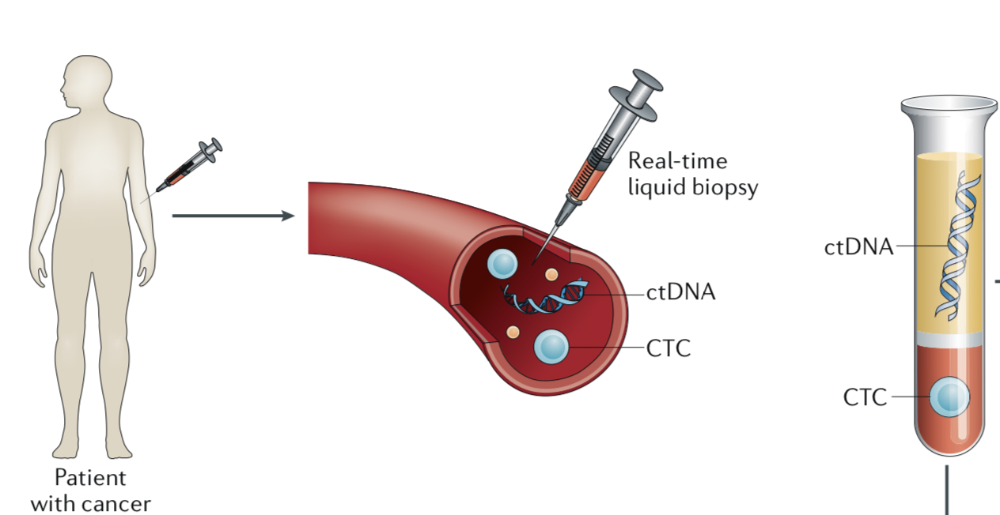 Real-time
liquid biopsy
ctDNA
ctDNA
CTC
CTC
Patient
with cancer